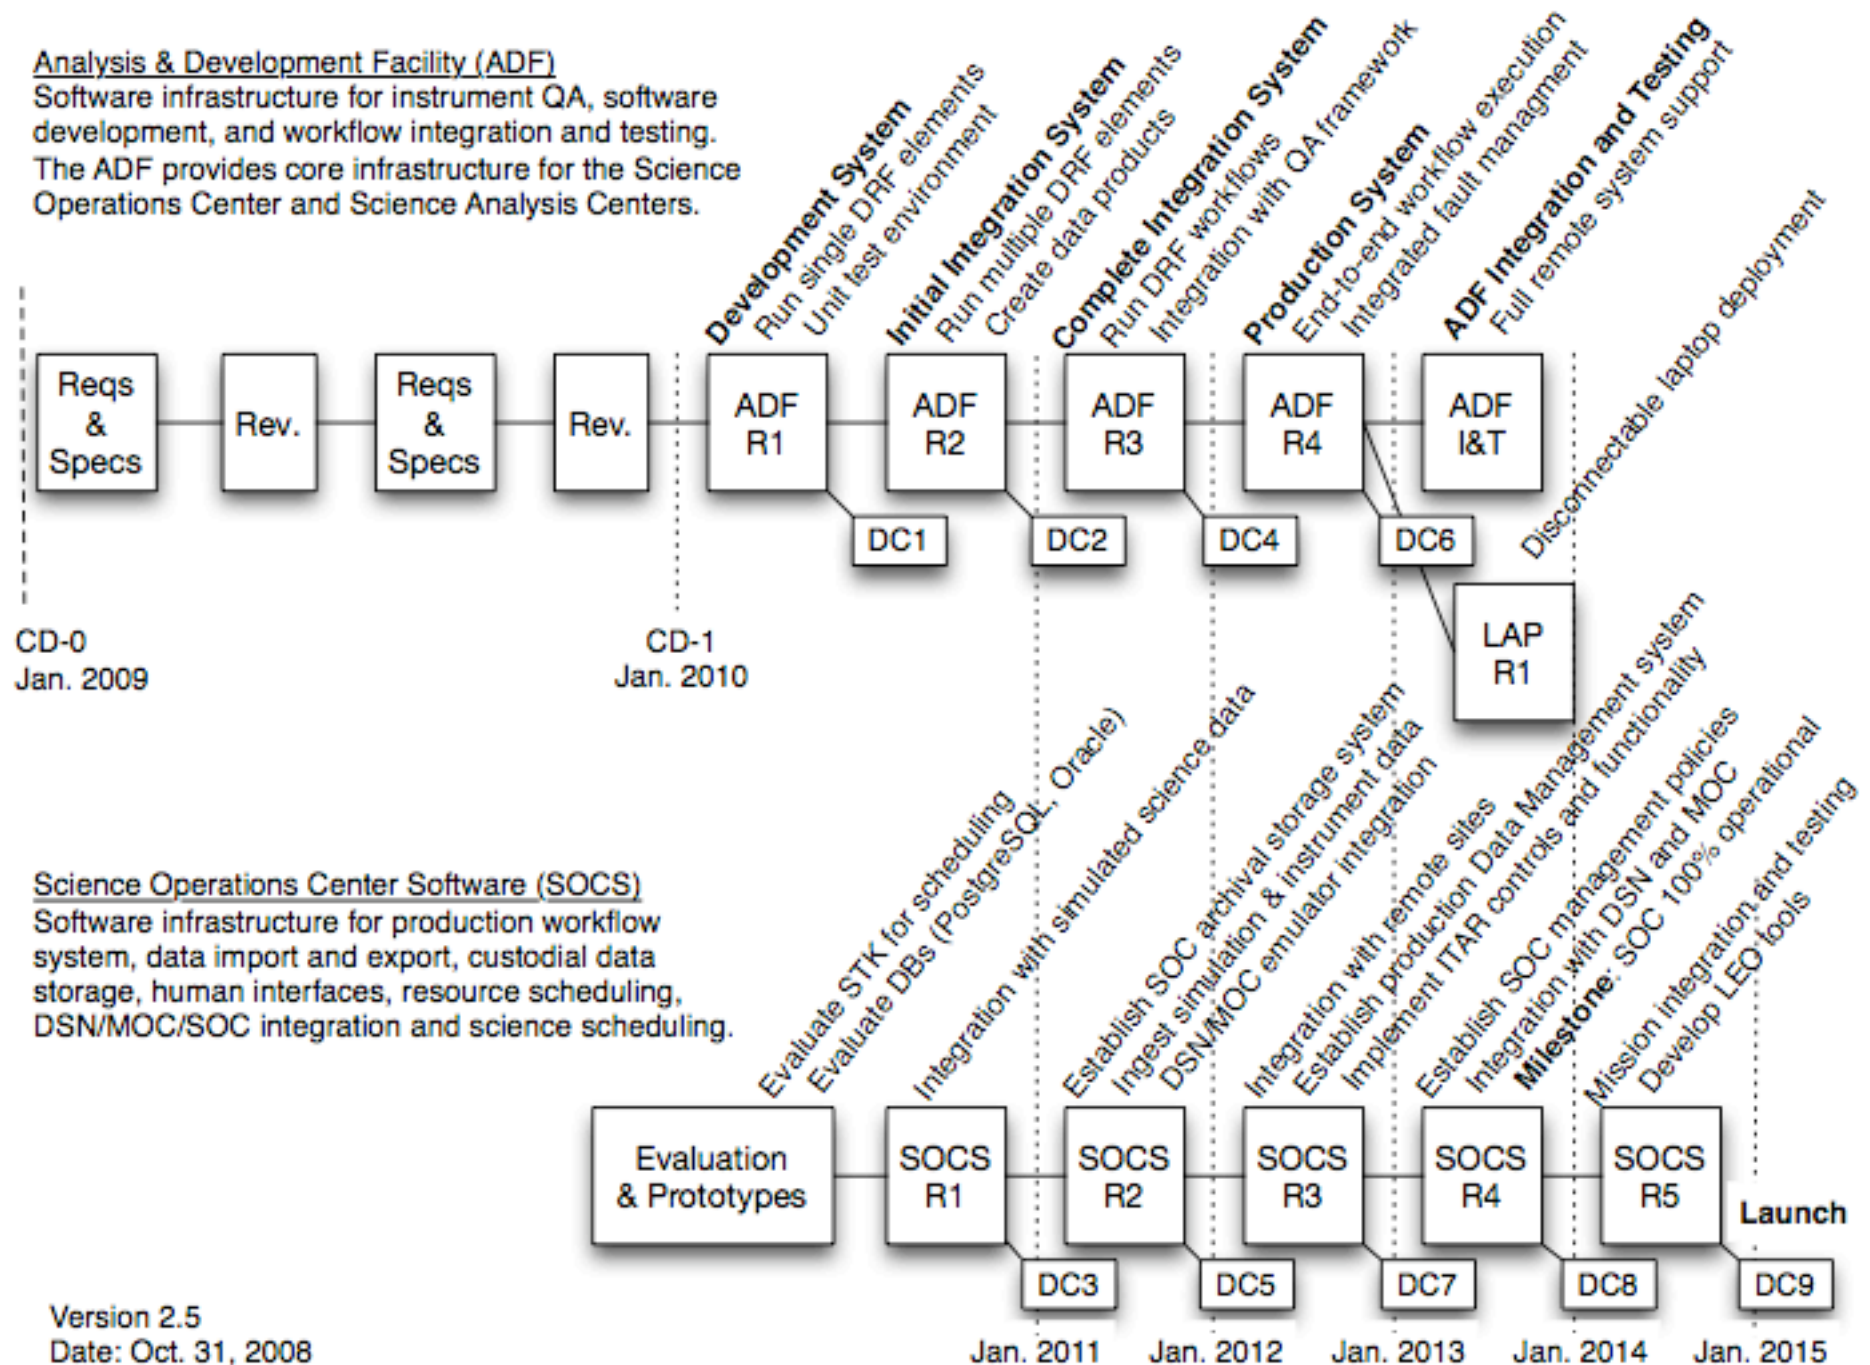 Analysis & Development Facility (ADF)
Software infrastructure for instrument QA, software
development, and workflow integration and testing.
The ADF provides core infrastructure for the Science
Operations Center and Science Analysis Centers.
Development System
Run single DRF elements
Unit test environment
Initial Integration System
Run multiple DRF elements
Create data products
Complete Integration System
Run DRF workflows
Integration with QA framework
Production System
End-to-end workflow execution
Integrated fault managment
ADF Integration and Testing
Full remote system support
Disconnectable laptop deployment
Reqs
&
Specs
Rev.
Reqs
&
Specs
Rev.
ADF
R1
ADF
R2
ADF
R3
ADF
R4
ADF
I&T
DC1
DC2
DC4
DC6
LAP
R1
CD-0
Jan. 2009
CD-1
Jan. 2010
Science Operations Center Software (SOCS)
Software infrastructure for production workflow
system, data import and export, custodial data
storage, human interfaces, resource scheduling,
DSN/MOC/SOC integration and science scheduling.
Evaluate STK for scheduling
Evaluate DBs (PostgreSQL, Oracle)
Integration with simulated science data
Establish SOC archival storage system
Ingest simulation & instrument data
DSN/MOC emulator integration
Integration with remote sites
Establish production Data Management system
Implement ITAR controls and functionality
Establish SOC management policies
Integration with DSN and MOC
Milestone: SOC 100% operational
Mission integration and testing
Develop LEO tools
Evaluation
& Prototypes
SOCS
R1
SOCS
R2
SOCS
R3
SOCS
R4
SOCS
R5
Launch
DC3
DC5
DC7
DC8
DC9
Version 2.5
Date: Oct. 31, 2008
Jan. 2011
Jan. 2012
Jan. 2013
Jan. 2014
Jan. 2015